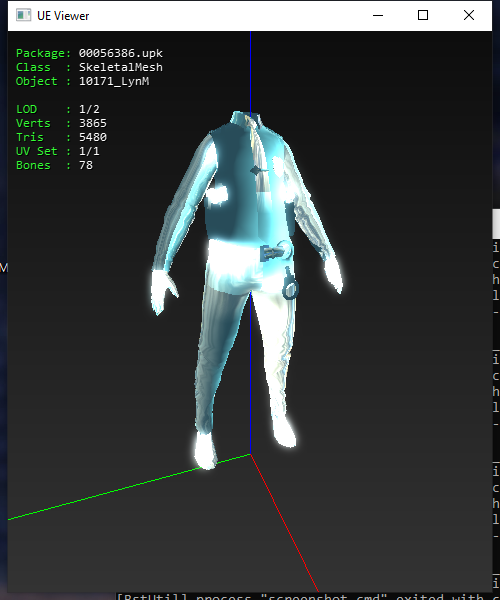 UE Viewer
Package: 00056386.upk
Class : SkeletalMesh
Object : 10171_LynM
LOD : 1/2
Verts : 3865
Tris : 5480
UV Set : 1/1
Bones : 78
M
i
c
h
l
-
i
c
h
l
-
i
c
h
l
-
i
[BstUtil] process "screenshot.cmd" exited with c